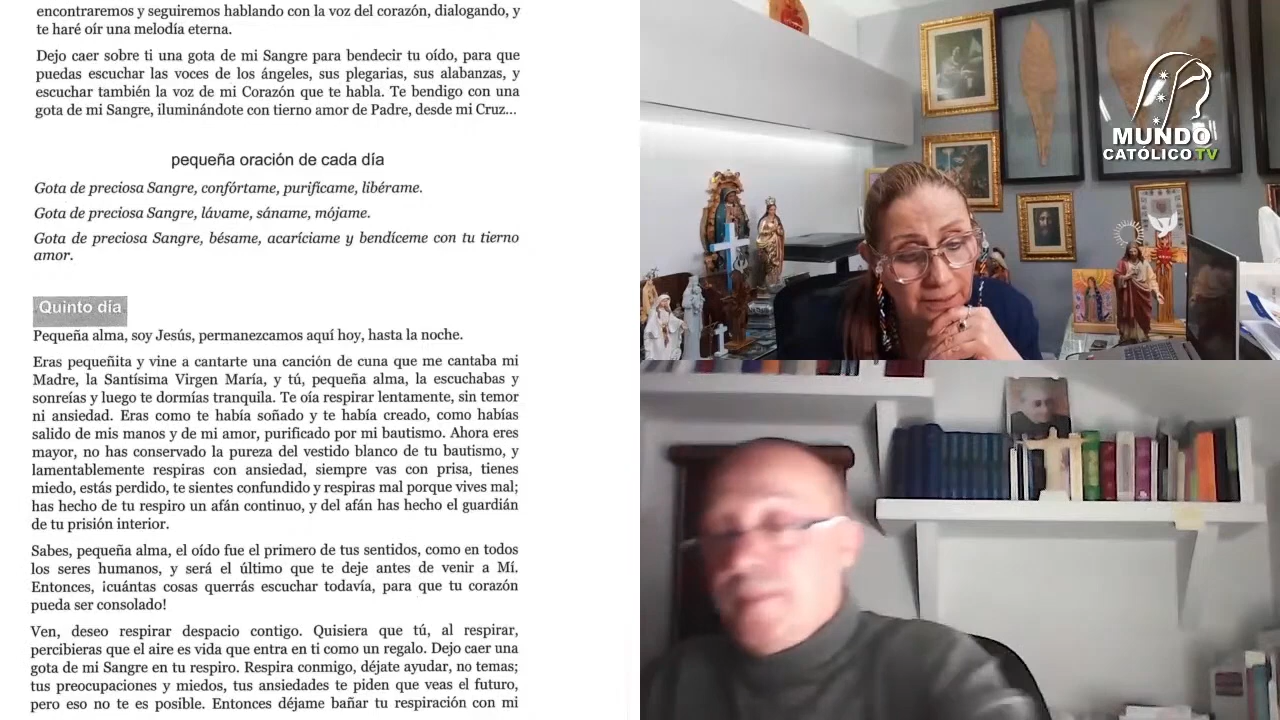 encontraremos y seguiremos hablando con la voz del corazón, dialogando, y
te haré oír una melodía eterna.
Dejo caer sobre ti una gota de mi Sangre para bendecir tu oído, para que
puedas escuchar las voces de los ángeles, sus plegarias, sus alabanzas, y
escuchar también la voz de mi Corazón que te habla. Te bendigo con una
gota de mi Sangre, iluminándote con tierno amor de Padre, desde mi Cruz...
pequeña oración de cada día
Gota de preciosa Sangre, confórtame, purifícame, libérame.
Gota de preciosa Sangre, lávame, sáname, mójame.
Gota de preciosa Sangre, bésame, acaríciame y bendíceme con tu tierno
amor.
Quinto día
Pequeña alma, soy Jesús, permanezcamos aquí hoy, hasta la noche.
Eras pequeñita y vine a cantarte una canción de cuna que me cantaba mi
Madre, la Santísima Virgen María, y tú, pequeña alma, la escuchabas y
sonreías y luego te dormías tranquila. Te oía respirar lentamente, sin temor
ni ansiedad. Eras como te había soñado y te había creado, como habías
salido de mis manos y de mi amor, purificado por mi bautismo. Ahora eres
mayor, no has conservado la pureza del vestido blanco de tu bautismo, y
lamentablemente respiras con ansiedad, siempre vas con prisa, tienes
miedo, estás perdido, te sientes confundido y respiras mal porque vives mal;
has hecho de tu respiro un afán continuo, y del afán has hecho el guardián
de tu prisión interior.
Sabes, pequeña alma, el oído fue el primero de tus sentidos, como en todos
los seres humanos, y será el último que te deje antes de venir a Mí.
Entonces, ¡cuántas cosas querrás escuchar todavía, para que tu corazón
pueda ser consolado!
Ven, deseo respirar despacio contigo. Quisiera que tú, al respirar,
percibieras que el aire es vida que entra en ti como un regalo. Dejo caer una
gota de mi Sangre en tu respiro. Respira conmigo, déjate ayudar, no temas;
tus preocupaciones y miedos, tus ansiedades te piden que veas el futuro,
pero eso no te es posible. Entonces déjame bañar tu respiración con mi
MUNDO
CATÓLICO TV